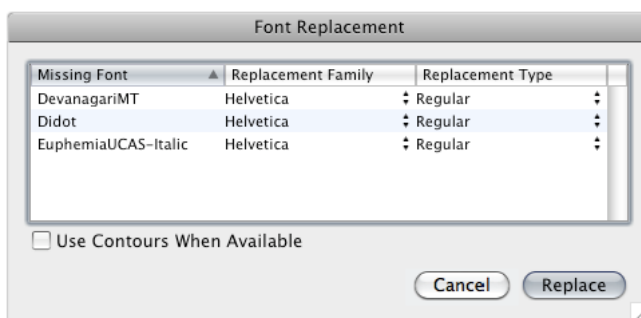 Font Replacement
Missing Font Replacement Family Replacement Type
DevanagariMT Helvetica Regular
Didot Helvetica Regular
EuphemiaUCAS-Italic Helvetica Regular
Use Contours When Available
Cancel Replace